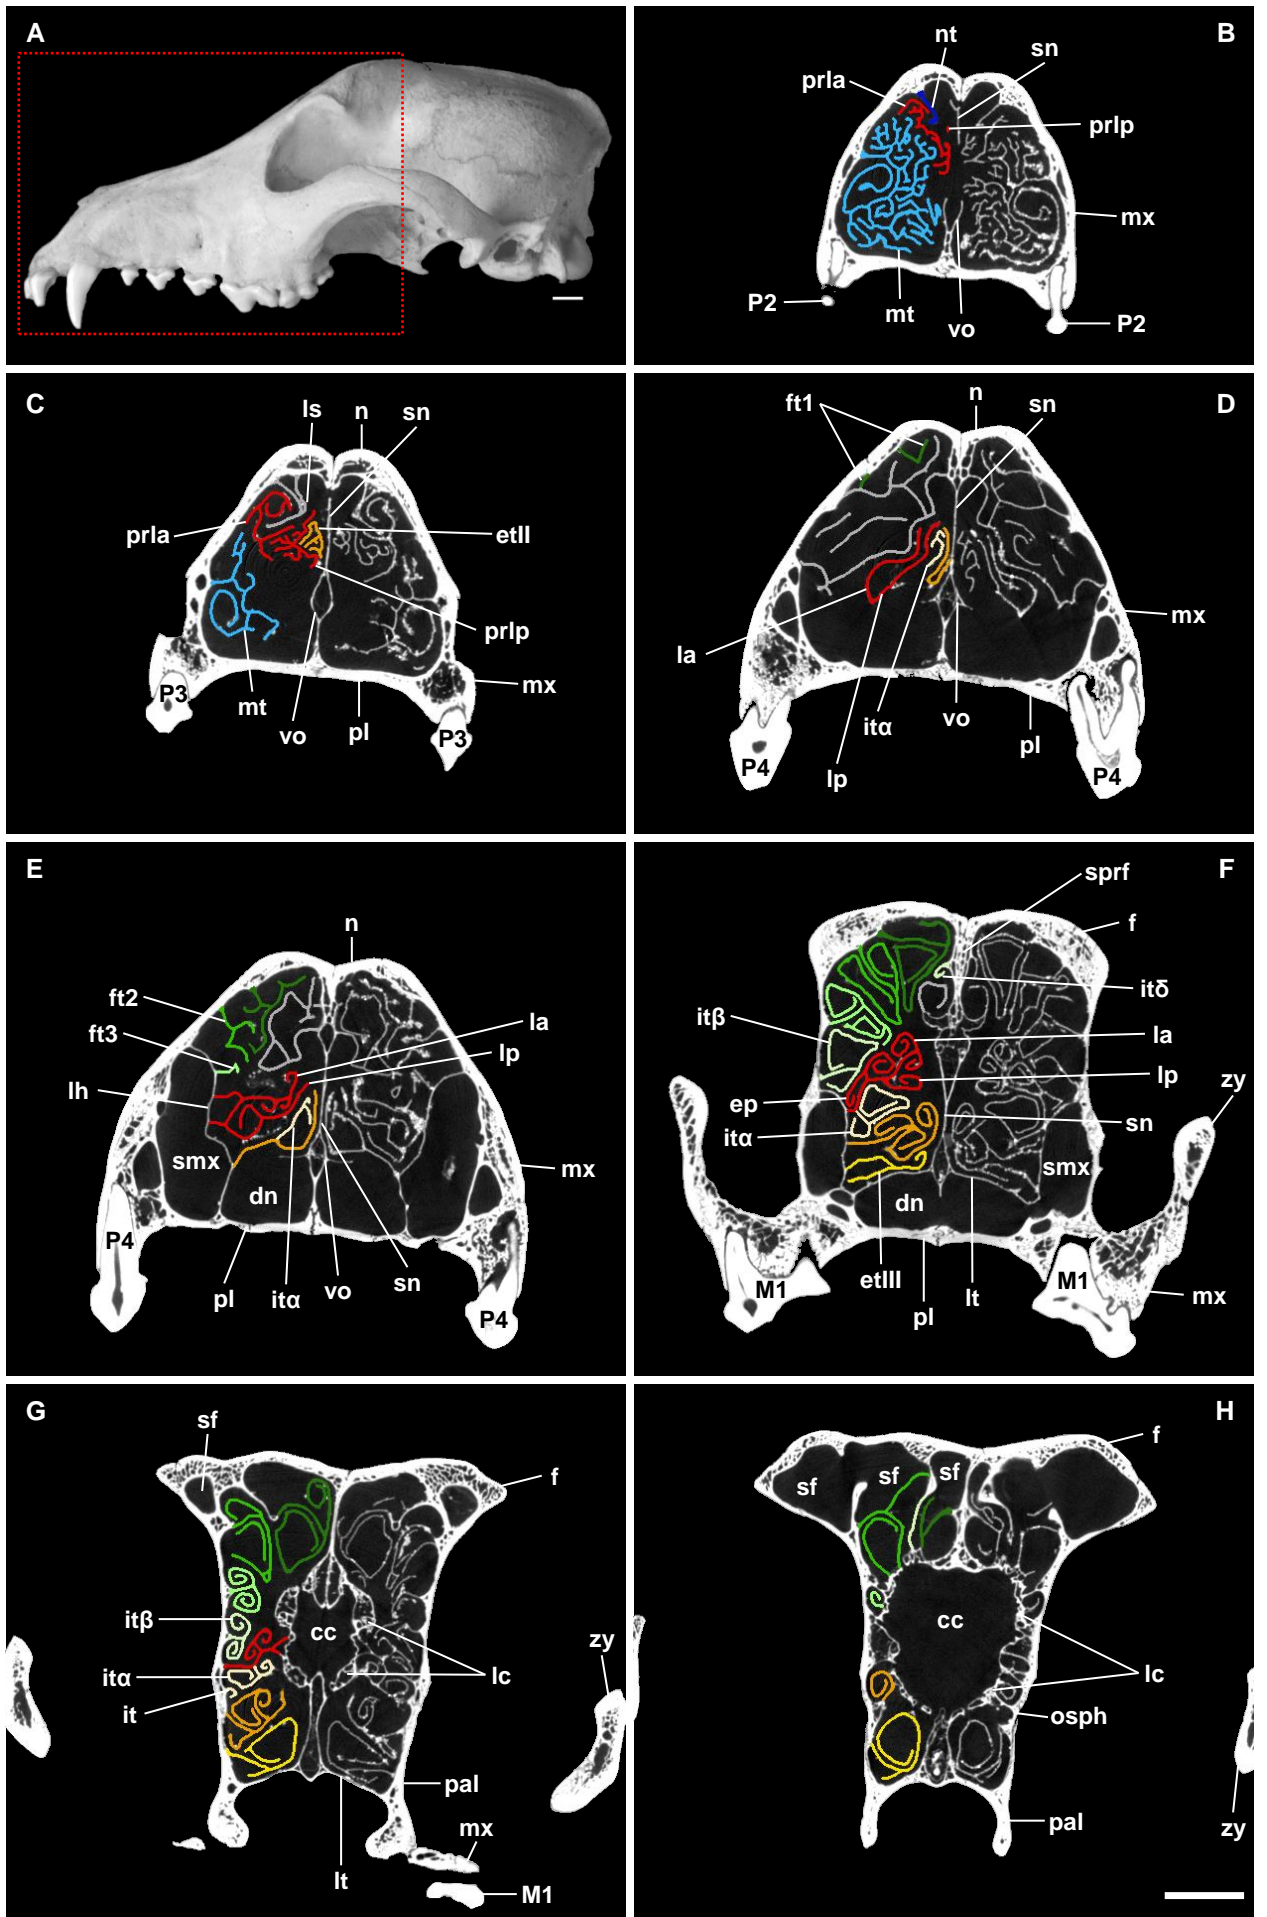 A
B
nt
sn
prla
prlp
mx
P2
mt
vo
P2
C
ls
n
sn
prla
etII
prlp
P3
mt
mx
vo
pl
P3
D
ft1
n
sn
mx
la
itα
vo
pl
lp
P4
P4
E
n
ft2
ft3
la
lp
lh
smx
mx
dn
P4
pl
itα
vo
sn
P4
F
sprf
f
itδ
itβ
la
lp
zy
ep
itα
sn
smx
dn
M1
etIII
M1
lt
mx
pl
G
sf
f
itβ
cc
zy
itα
lc
it
pal
mx
lt
M1
H
f
sf
sf
sf
cc
lc
osph
pal
zy